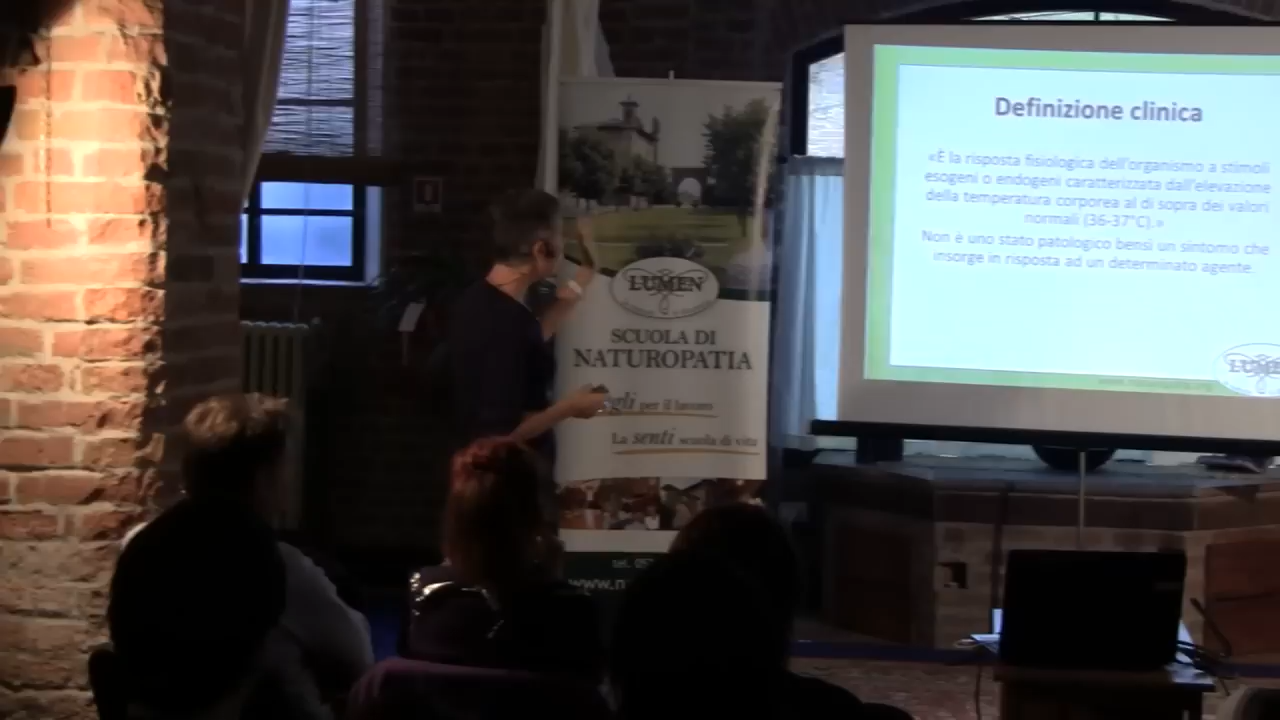 LUMEN
SCUOLA DI
NATUROPATIA
gli per il lavoro
La senti scuola di vita
tel.
Definizione clinica
«È la risposta fisiologica dell'organismo a stimoli
esogeni o endogeni caratterizzata dall'elevazione
della temperatura corporea al di sopra dei valori
normali (36-37°C).»
Non è uno stato patologico bensì un sintomo che
insorge in risposta ad un determinato agente.
LUMEN